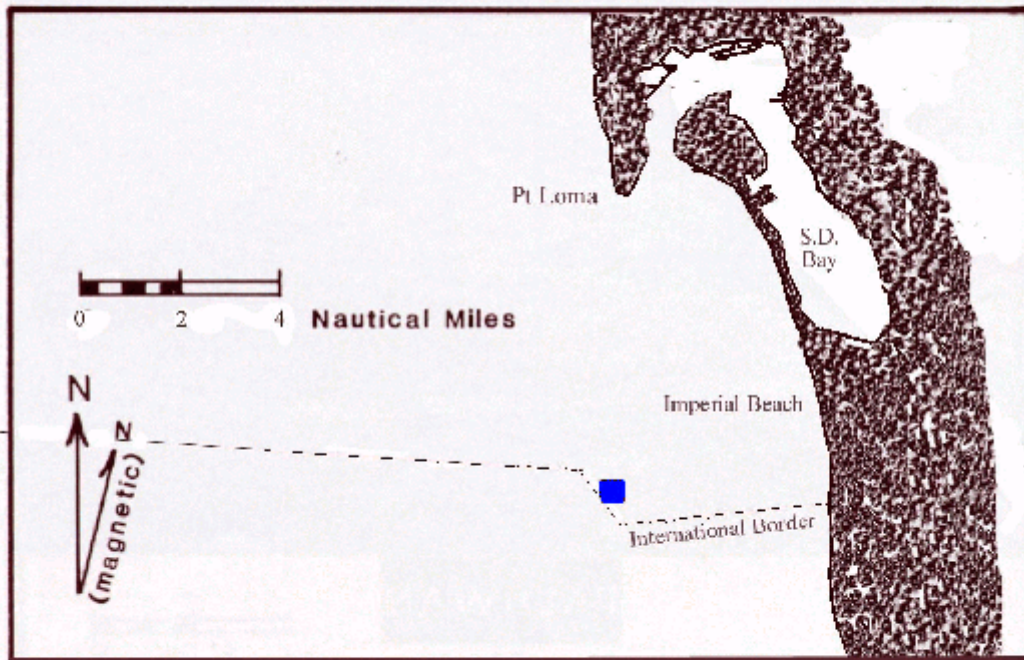 Pt Loma
S.D.
Bay
0 2 4 Nautical Miles
N
N
(magnetic)
Imperial Beach
International Border